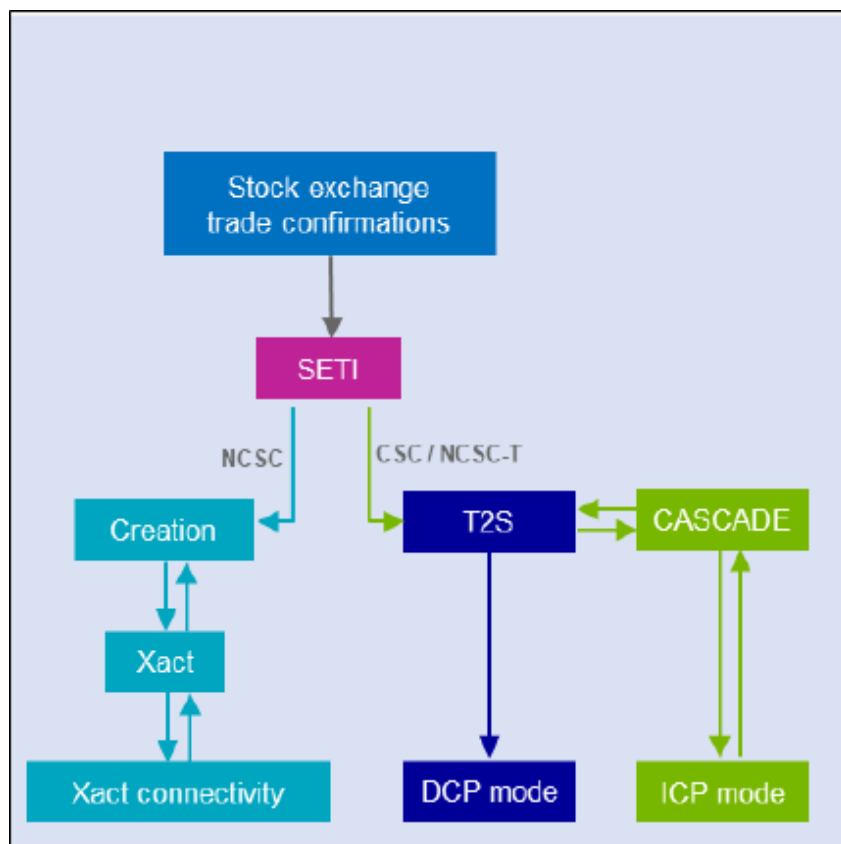 Stock exchange
trade confirmations
SETI
NCSC
CSC / NCSC-T
Creation
T2S
CASCADE
Xact
Xact connectivity
DCP mode
ICP mode